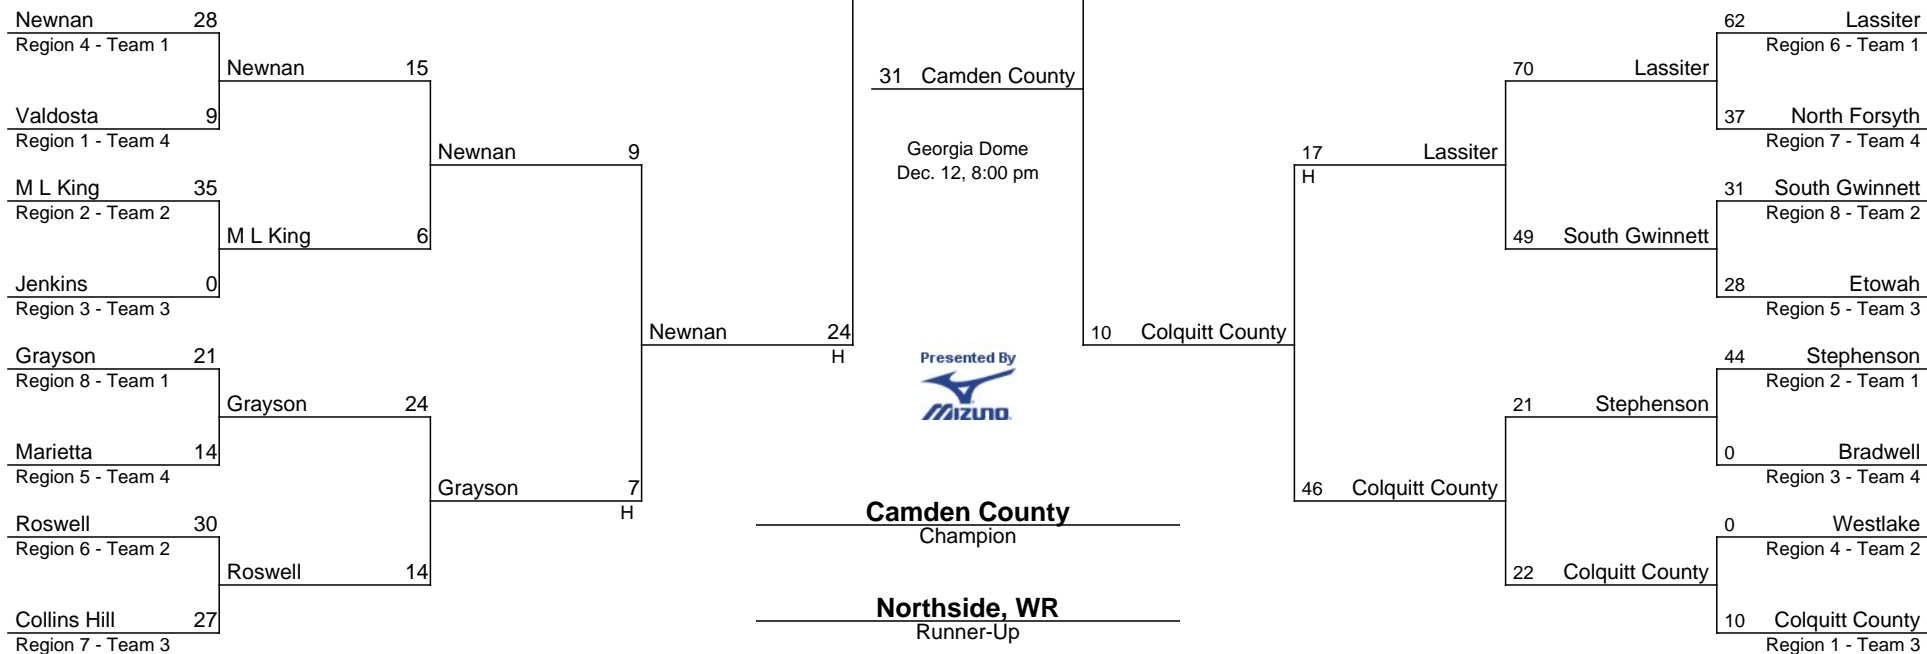 Newnan 28
Region 4 - Team 1
Newnan 15
Valdosta 9
Region 1 - Team 4
Newnan 9
M L King 35
Region 2 - Team 2
M L King 6
Jenkins 0
Region 3 - Team 3
Newnan 24
H
Grayson 21
Region 8 - Team 1
Grayson 24
Marietta 14
Region 5 - Team 4
Grayson 7
H
Roswell 30
Region 6 - Team 2
Roswell 14
Collins Hill 27
Region 7 - Team 3
31 Camden County
Georgia Dome
Dec. 12, 8:00 pm
Presented By
MIZUNO
Camden County
Champion
Northside, WR
Runner-Up
62 Lassiter
Region 6 - Team 1
70 Lassiter
37 North Forsyth
Region 7 - Team 4
17 Lassiter
H
31 South Gwinnett
Region 8 - Team 2
49 South Gwinnett
28 Etowah
Region 5 - Team 3
10 Colquitt County
44 Stephenson
Region 2 - Team 1
21 Stephenson
0 Bradwell
Region 3 - Team 4
46 Colquitt County
0 Westlake
Region 4 - Team 2
22 Colquitt County
10 Colquitt County
Region 1 - Team 3